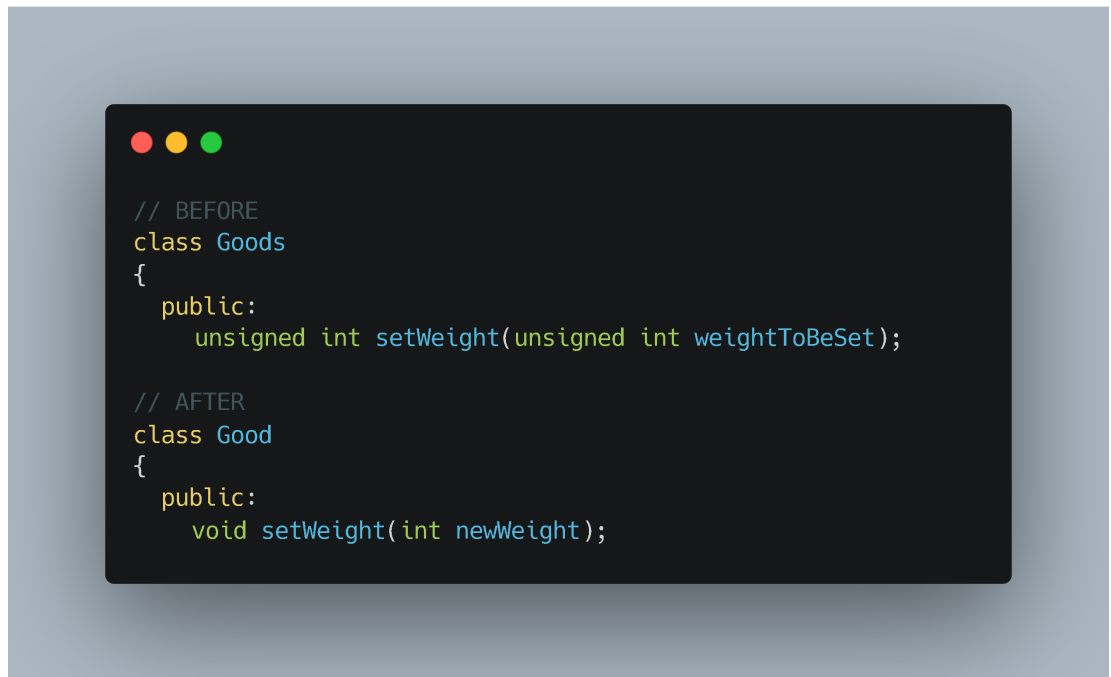 // BEFORE
class Goods
{
  public:
    unsigned int setWeight(unsigned int weightToBeSet);
// AFTER
class Good
{
  public:
    void setWeight(int newWeight);